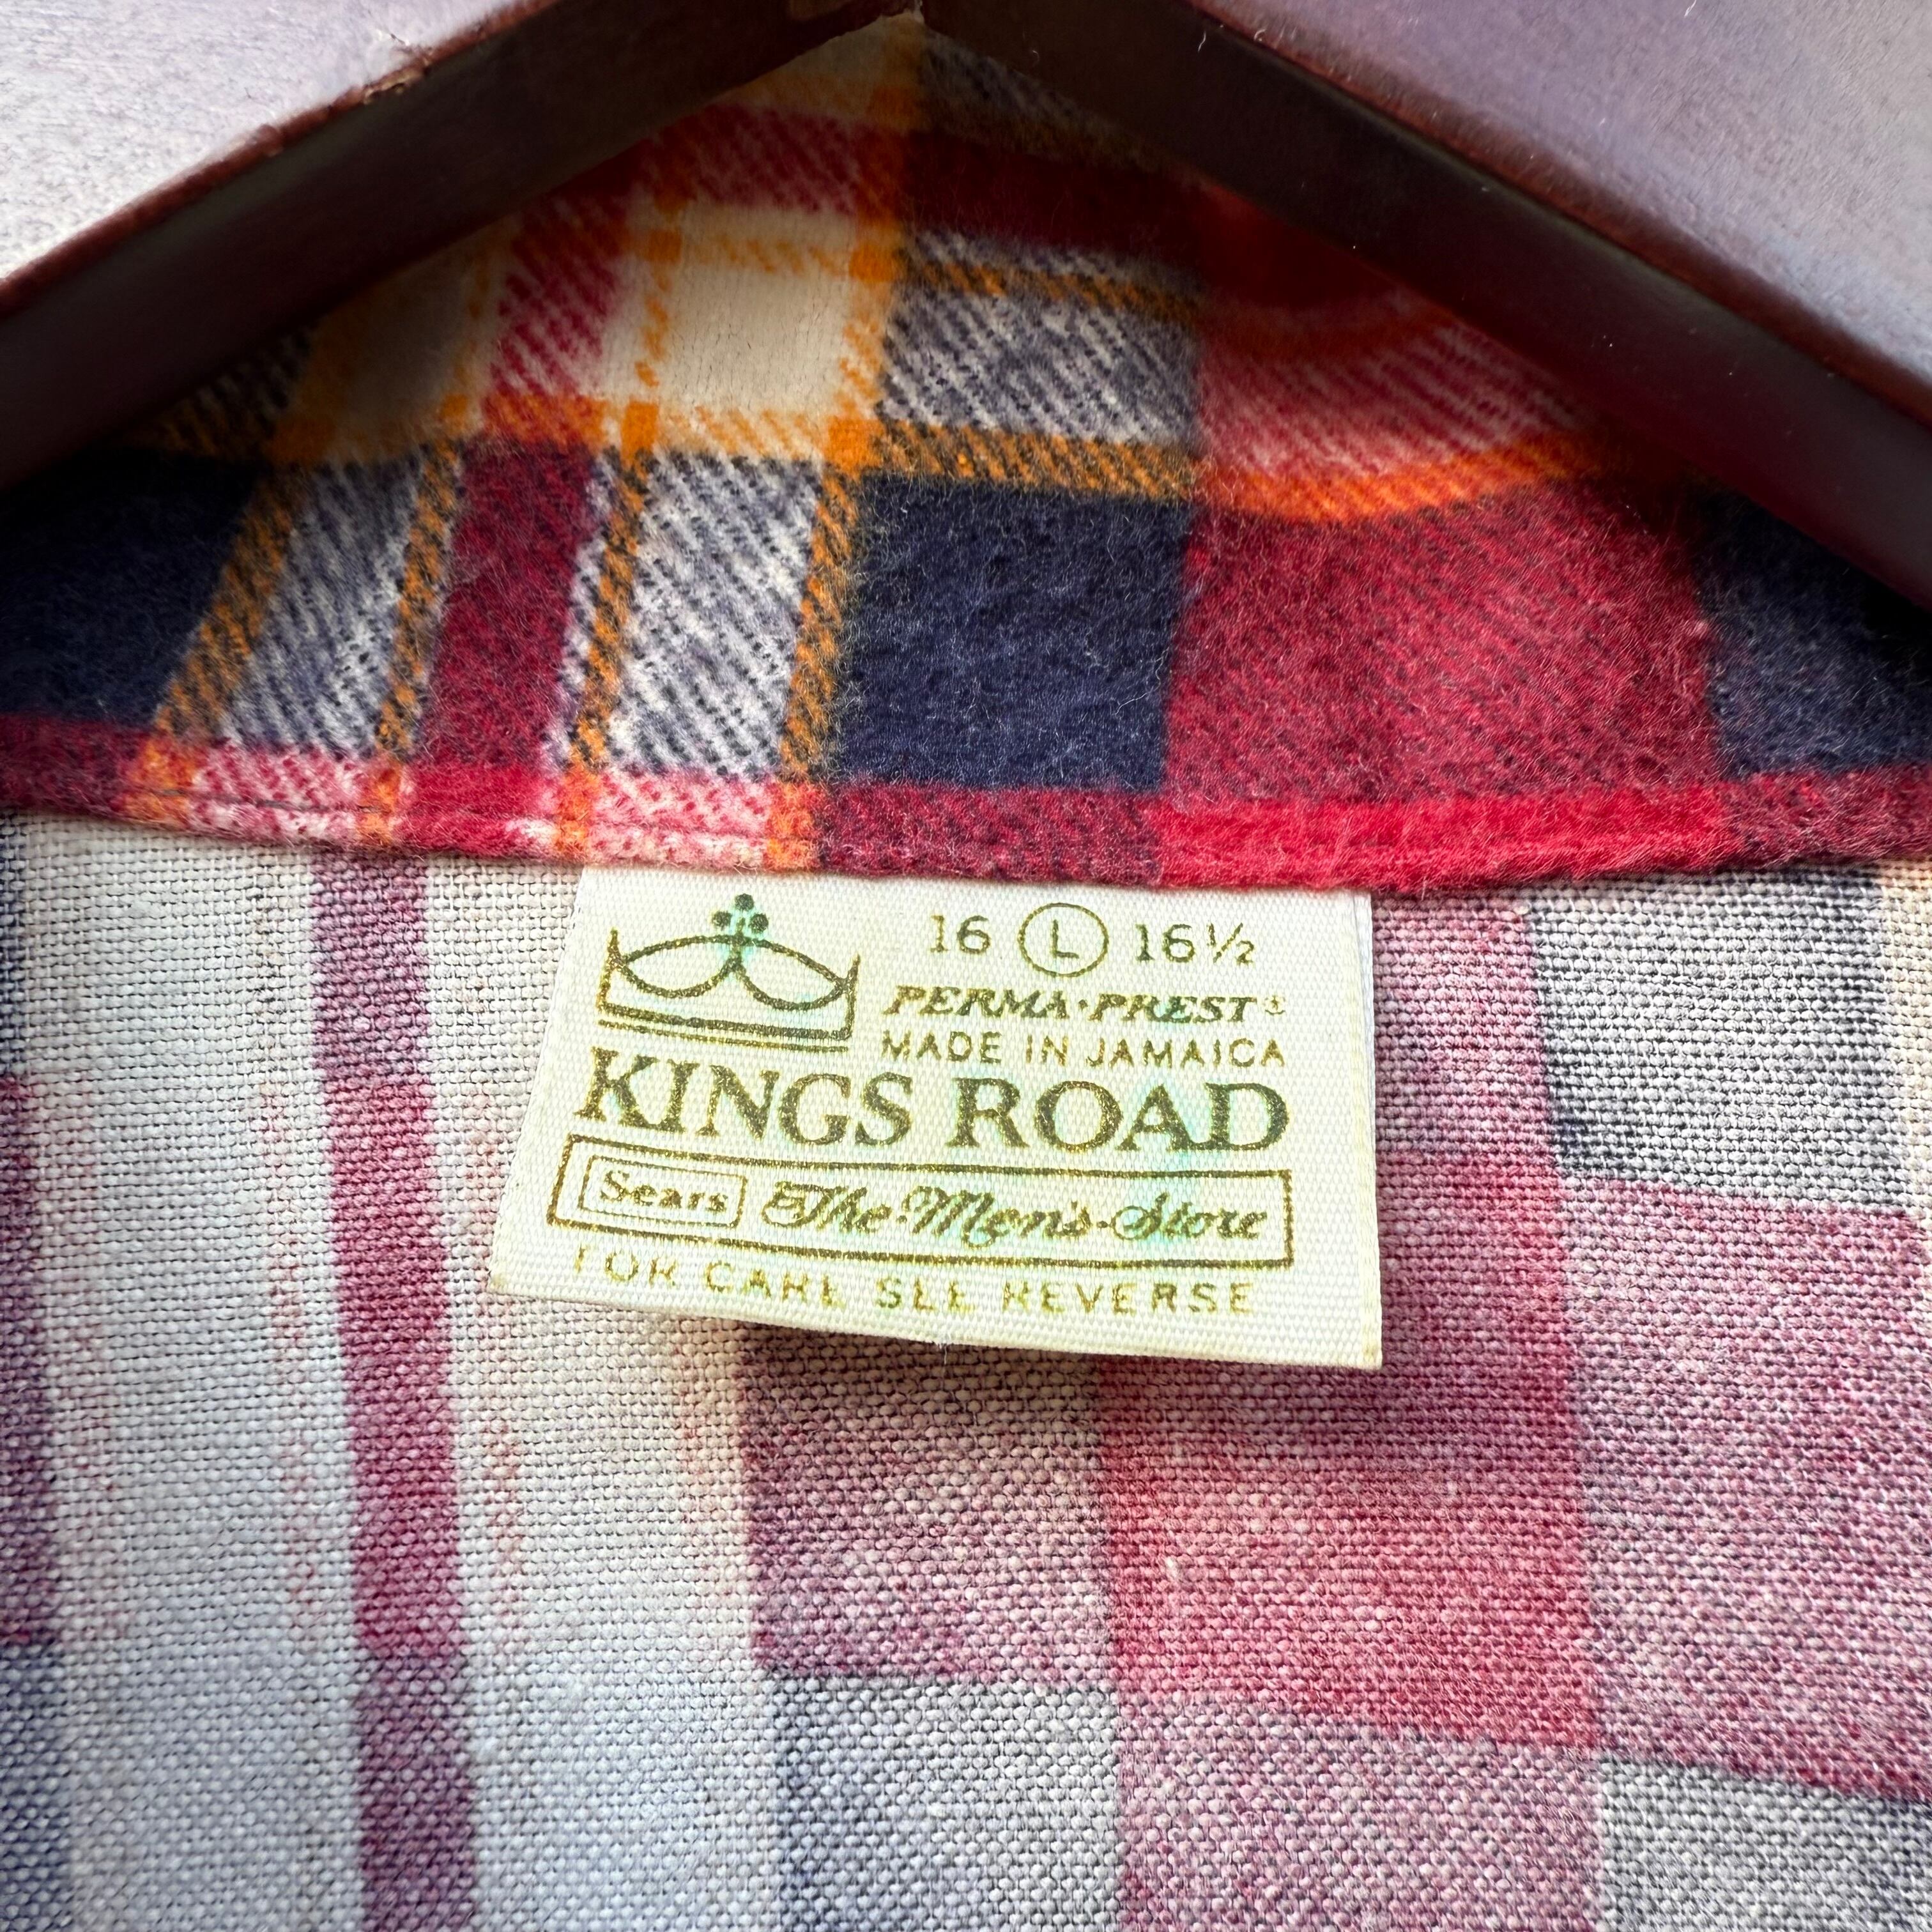 16 L 16½
PERMA·PREST®
MADE IN JAMAICA
KINGS ROAD
Sears The·Men's·Store
FOR CARE SEE REVERSE